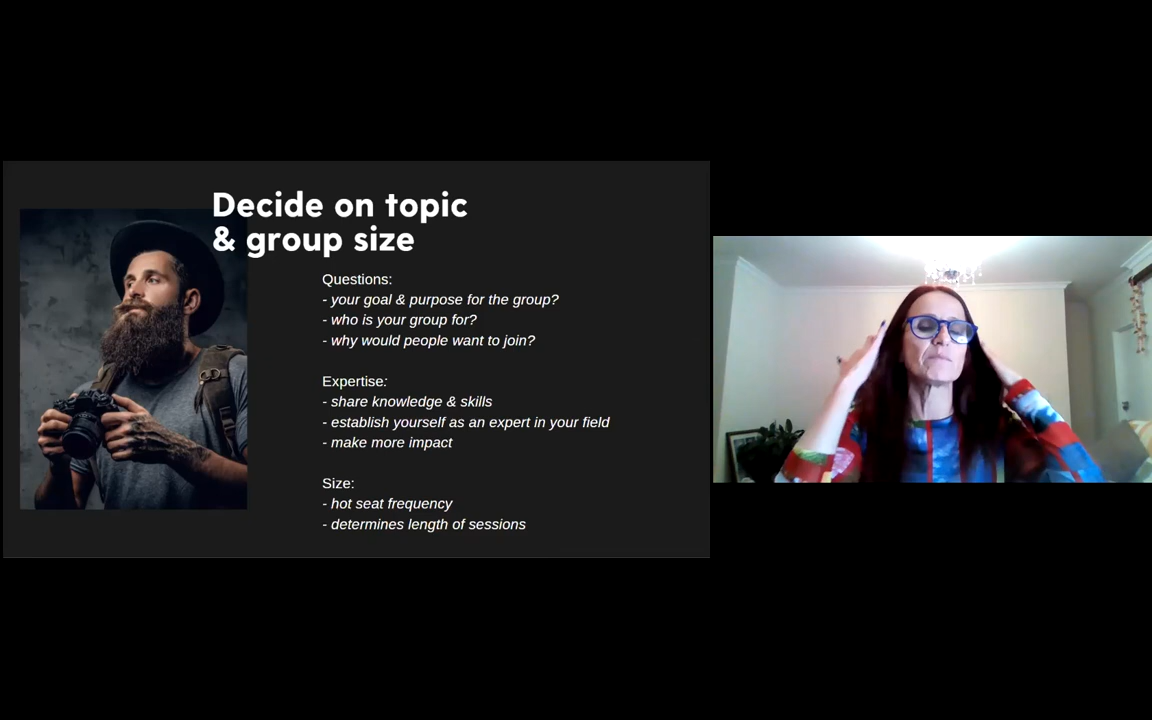 Decide on topic
& group size
Questions:
- your goal & purpose for the group?
- who is your group for?
- why would people want to join?
Expertise:
- share knowledge & skills
- establish yourself as an expert in your field
- make more impact
Size:
- hot seat frequency
- determines length of sessions